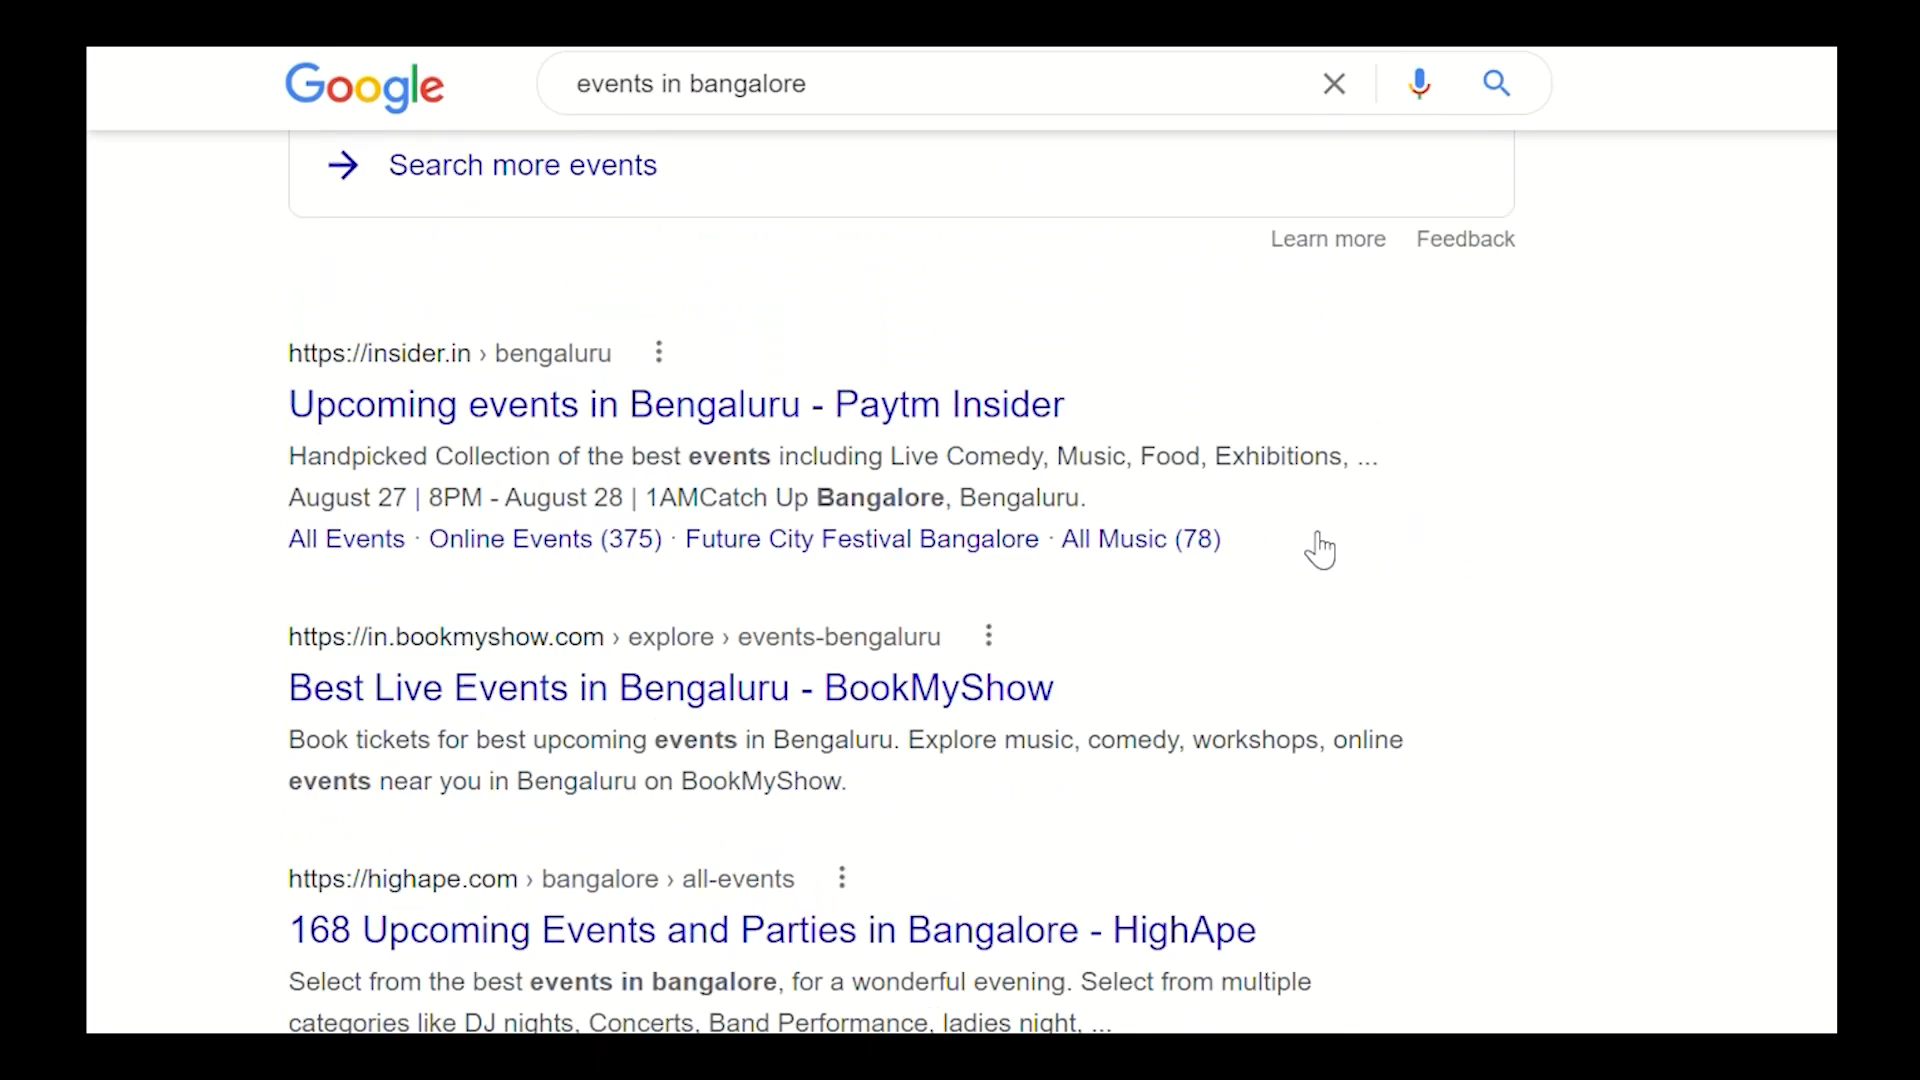 Google
events in bangalore
Search more events
Learn more Feedback
https://insider.in › bengaluru
Upcoming events in Bengaluru - Paytm Insider
Handpicked Collection of the best events including Live Comedy, Music, Food, Exhibitions, ...
August 27 | 8PM - August 28 | 1AMCatch Up Bangalore, Bengaluru.
All Events · Online Events (375) · Future City Festival Bangalore · All Music (78)
https://in.bookmyshow.com › explore › events-bengaluru
Best Live Events in Bengaluru - BookMyShow
Book tickets for best upcoming events in Bengaluru. Explore music, comedy, workshops, online
events near you in Bengaluru on BookMyShow.
https://highape.com › bangalore › all-events
168 Upcoming Events and Parties in Bangalore - HighApe
Select from the best events in bangalore, for a wonderful evening. Select from multiple
categories like DJ nights, Concerts, Band Performance, ladies night, ...